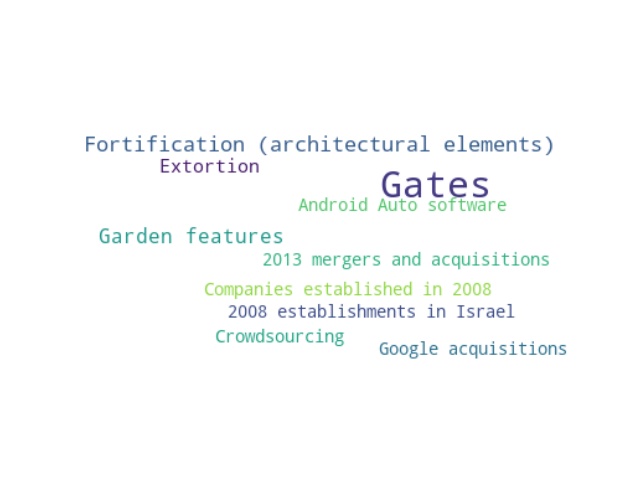 Fortification (architectural elements)
Extortion
Gates
Android Auto software
Garden features
2013 mergers and acquisitions
Companies established in 2008
2008 establishments in Israel
Crowdsourcing
Google acquisitions